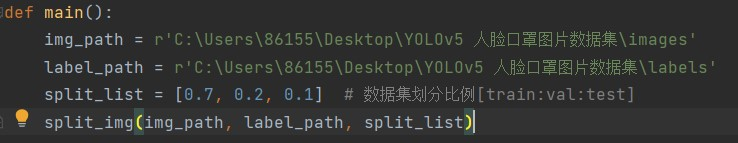 def main():
    img_path = r'C:\Users\86155\Desktop\YOLOv5 人脸口罩图片数据集\images'
    label_path = r'C:\Users\86155\Desktop\YOLOv5 人脸口罩图片数据集\labels'
    split_list = [0.7, 0.2, 0.1]  # 数据集划分比例[train:val:test]
    split_img(img_path, label_path, split_list)